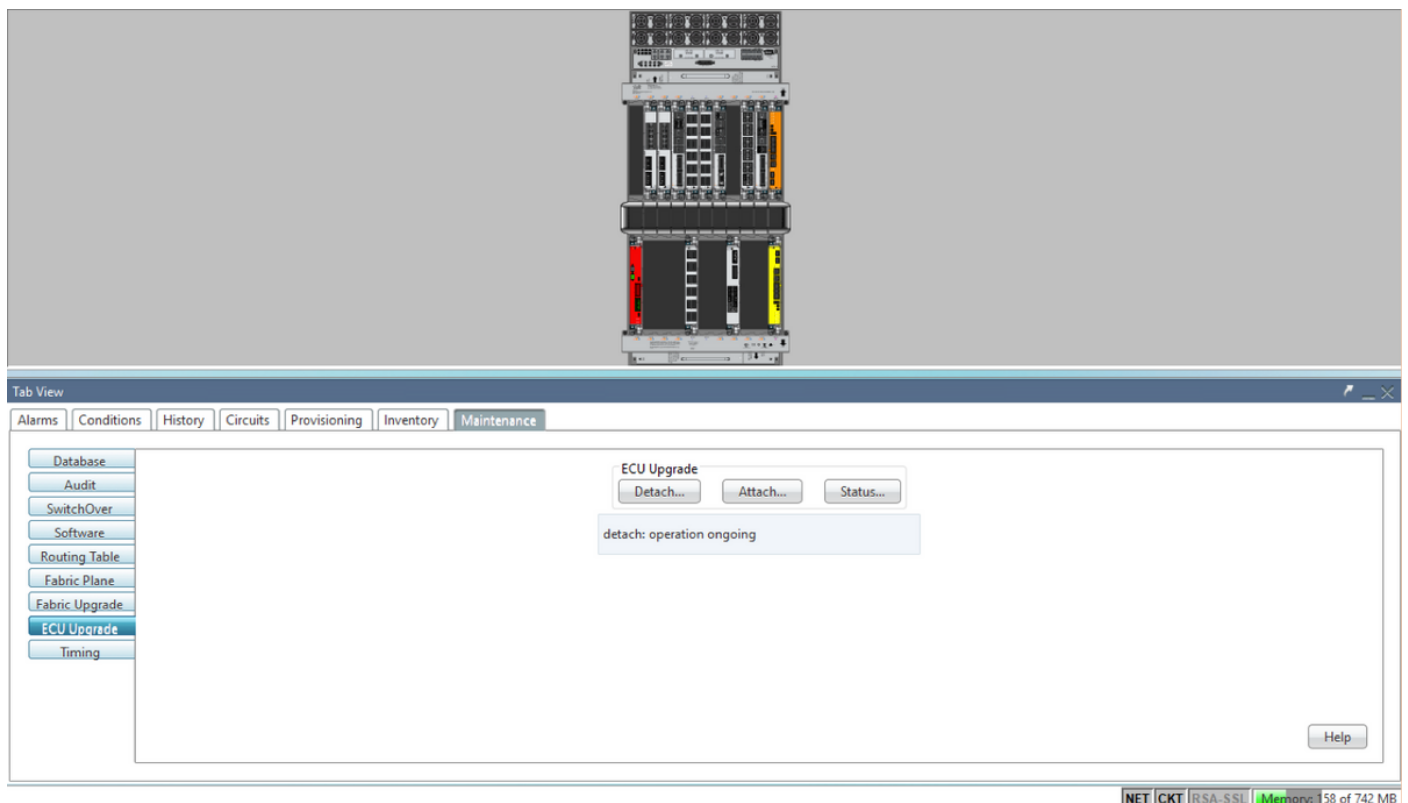 Tab View
Alarms Conditions History Circuits Provisioning Inventory Maintenance
Database
Audit
SwitchOver
Software
Routing Table
Fabric Plane
Fabric Upgrade
ECU Upgrade
Timing
ECU Upgrade
Detach... Attach... Status...
detach: operation ongoing
Help
NET CKT RSA-SSL Memory: 158 of 742 MB